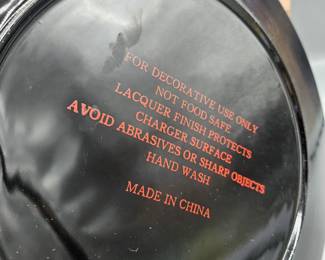 FOR DECORATIVE USE ONLY
NOT FOOD SAFE
LACQUER FINISH PROTECTS
CHARGER SURFACE
AVOID ABRASIVES OR SHARP OBJECTS
HAND WASH
MADE IN CHINA